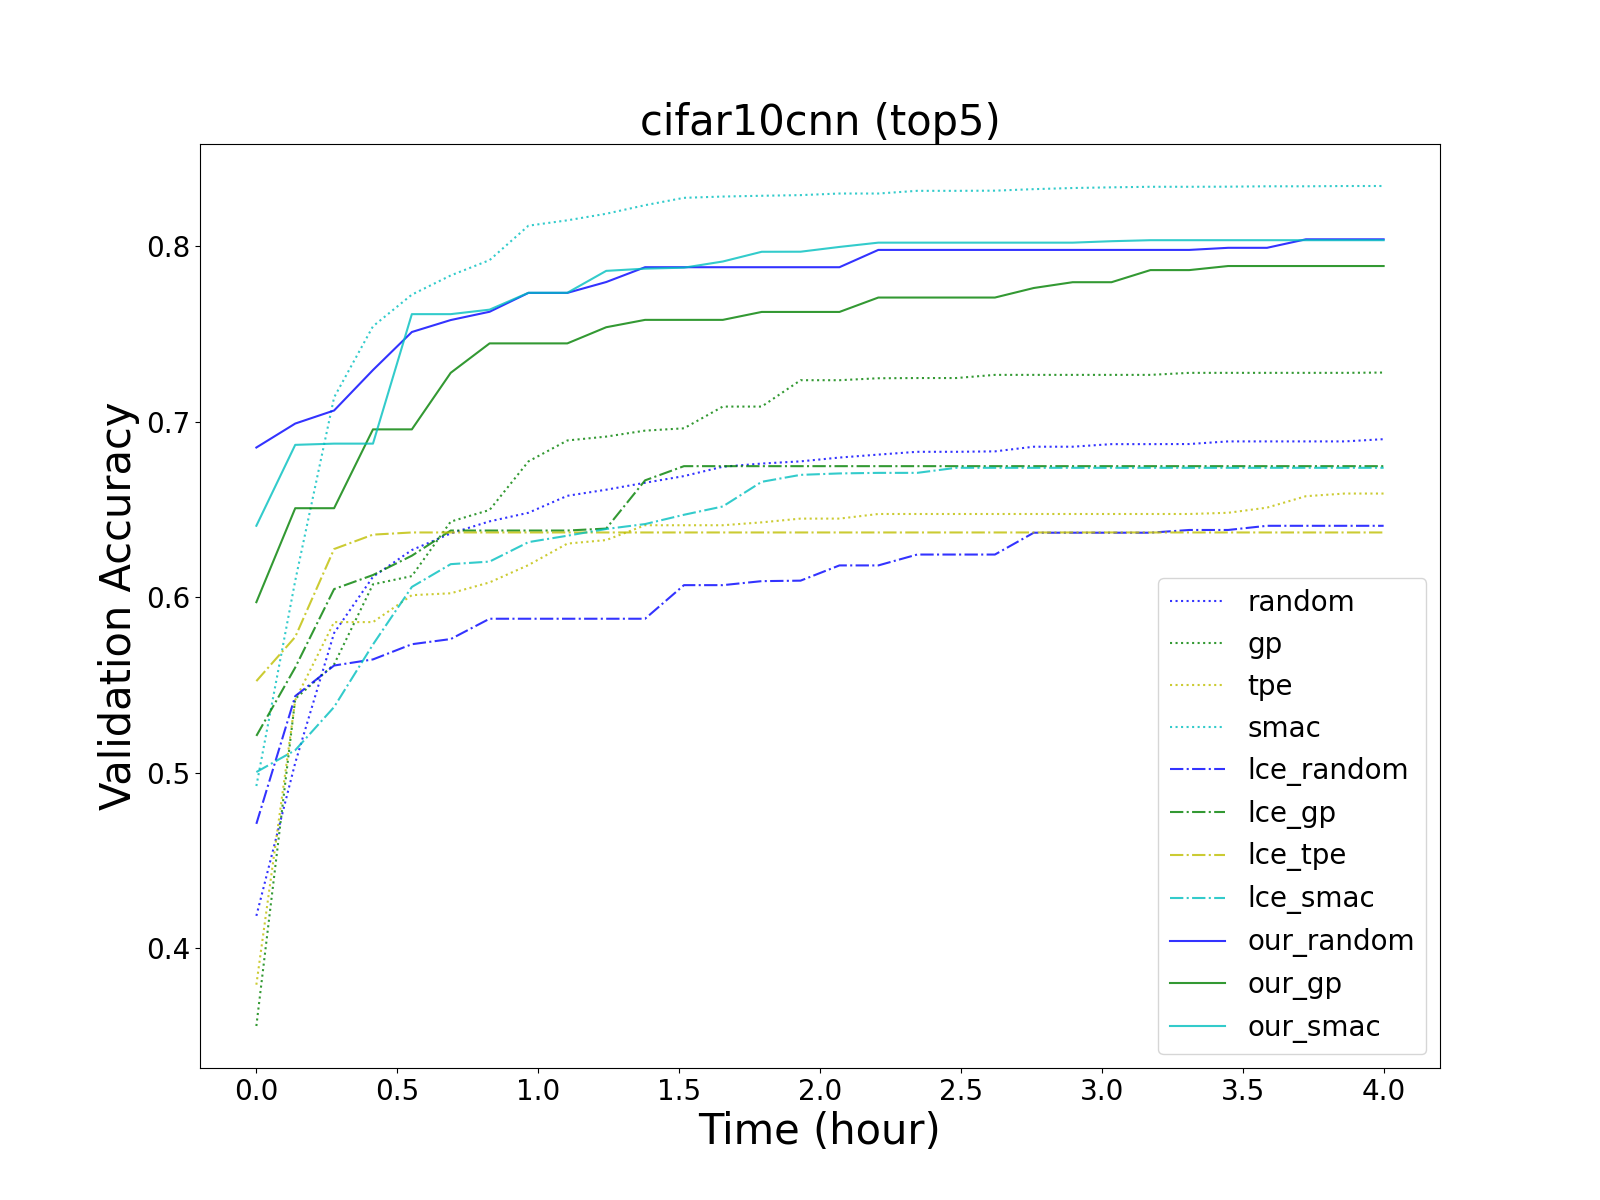 cifar10cnn (top5)
Validation Accuracy
0.8
0.7
0.6
0.5
0.4
random
gp
tpe
smac
lce_random
lce_gp
lce_tpe
lce_smac
our_random
our_gp
our_smac
0.0 0.5 1.0 1.5 2.0 2.5 3.0 3.5 4.0
Time (hour)